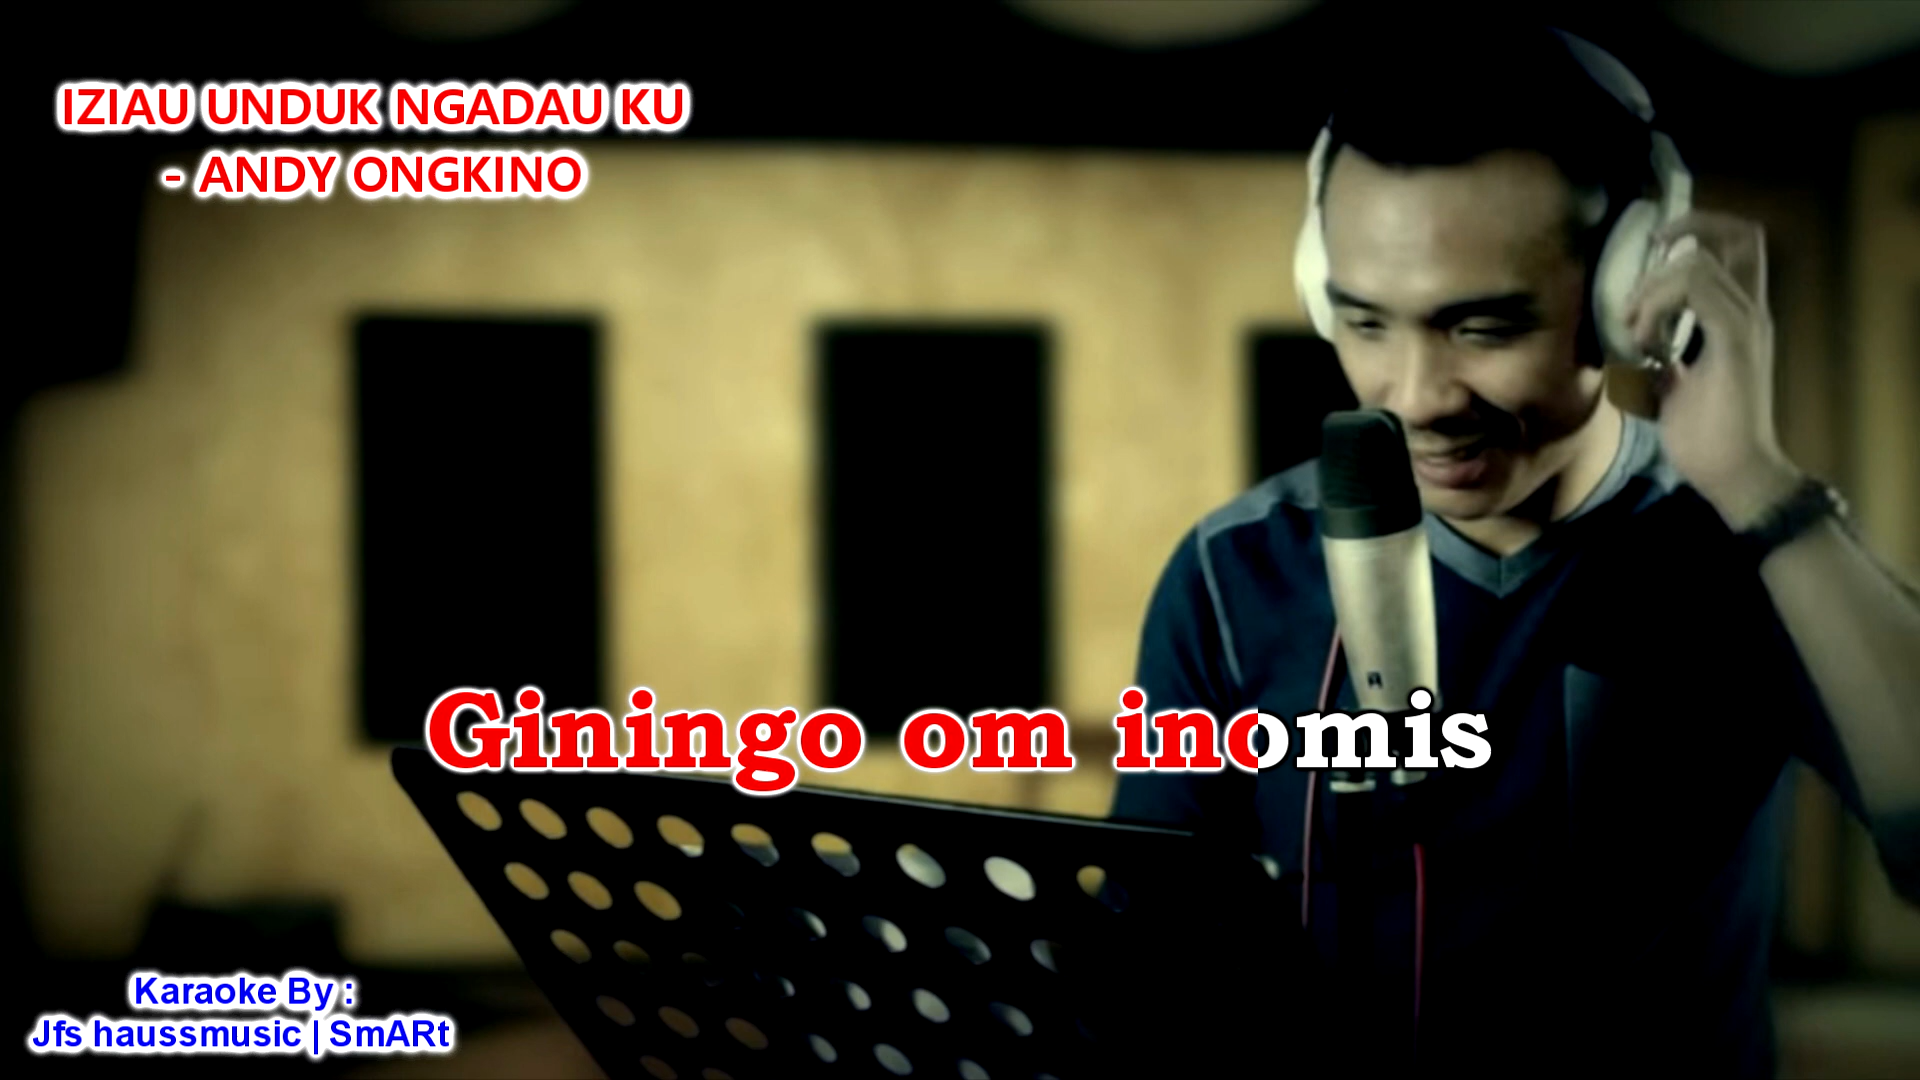 IZIAU UNDUK NGADAU KU
- ANDY ONGKINO
Giningo om inomis
Karaoke By :
Jfs haussmusic | SmARt